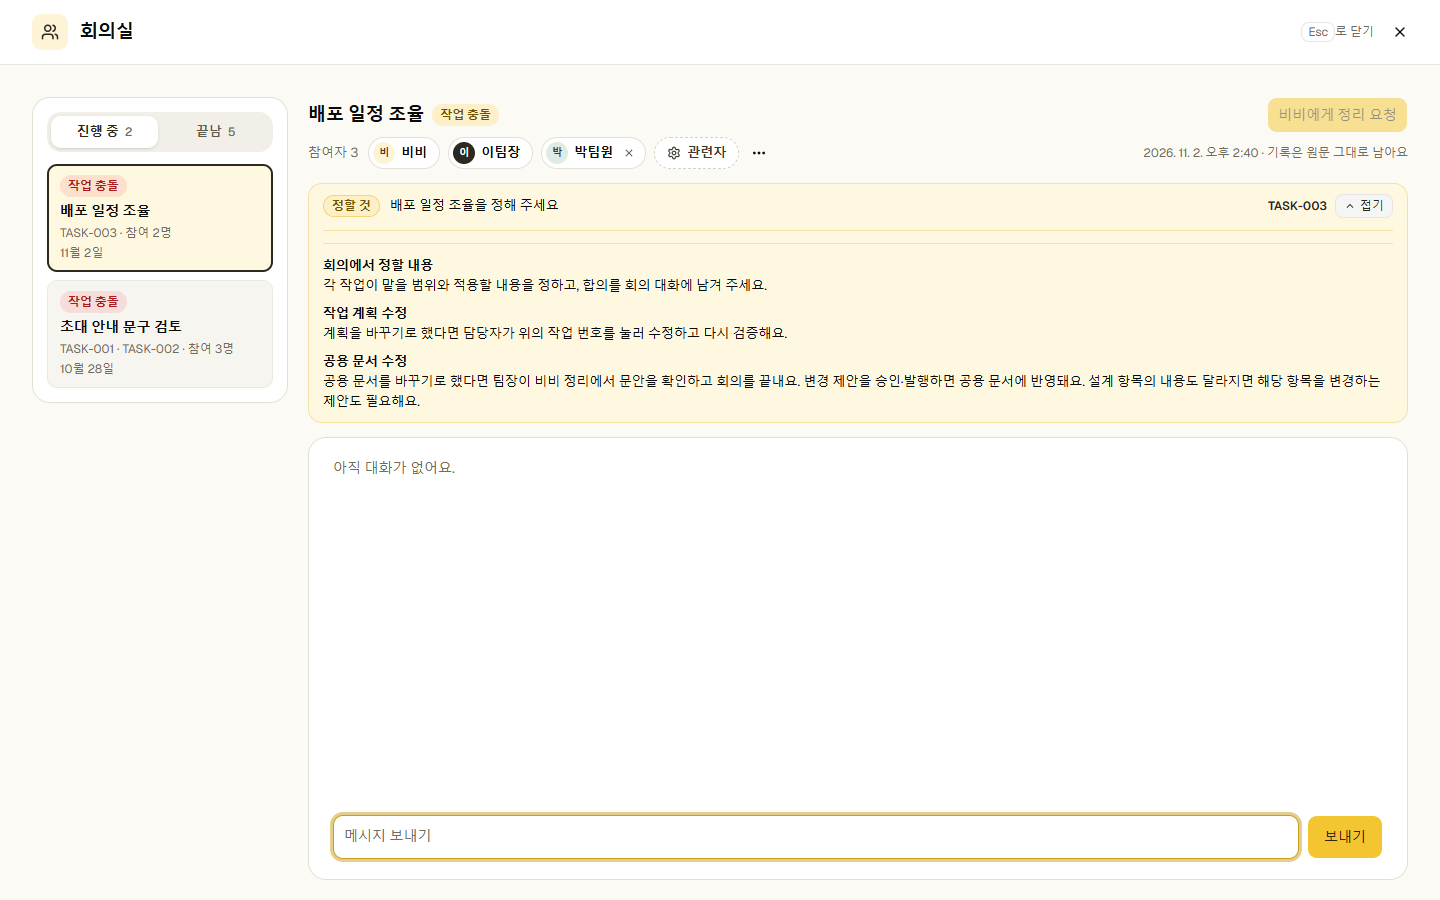 회의실
Esc로 닫기
진행 중 2
끝남 5
작업 충돌
배포 일정 조율
TASK-003 · 참여 2명
11월 2일
작업 충돌
초대 안내 문구 검토
TASK-001 · TASK-002 · 참여 3명
10월 28일
배포 일정 조율 작업 충돌
비비에게 정리 요청
참여자 3 비 비비 이 이팀장 박 박팀원 관련자
2026. 11. 2. 오후 2:40 · 기록은 원문 그대로 남아요
정할 것 배포 일정 조율을 정해 주세요
TASK-003 접기
회의에서 정할 내용
각 작업이 맡을 범위와 적용할 내용을 정하고, 합의를 회의 대화에 남겨 주세요.
작업 계획 수정
계획을 바꾸기로 했다면 담당자가 위의 작업 번호를 눌러 수정하고 다시 검증해요.
공용 문서 수정
공용 문서를 바꾸기로 했다면 팀장이 비비 정리에서 문안을 확인하고 회의를 끝내요. 변경 제안을 승인·발행하면 공용 문서에 반영돼요. 설계 항목의 내용도 달라지면 해당 항목을 변경하는
제안도 필요해요.
아직 대화가 없어요.
메시지 보내기
보내기